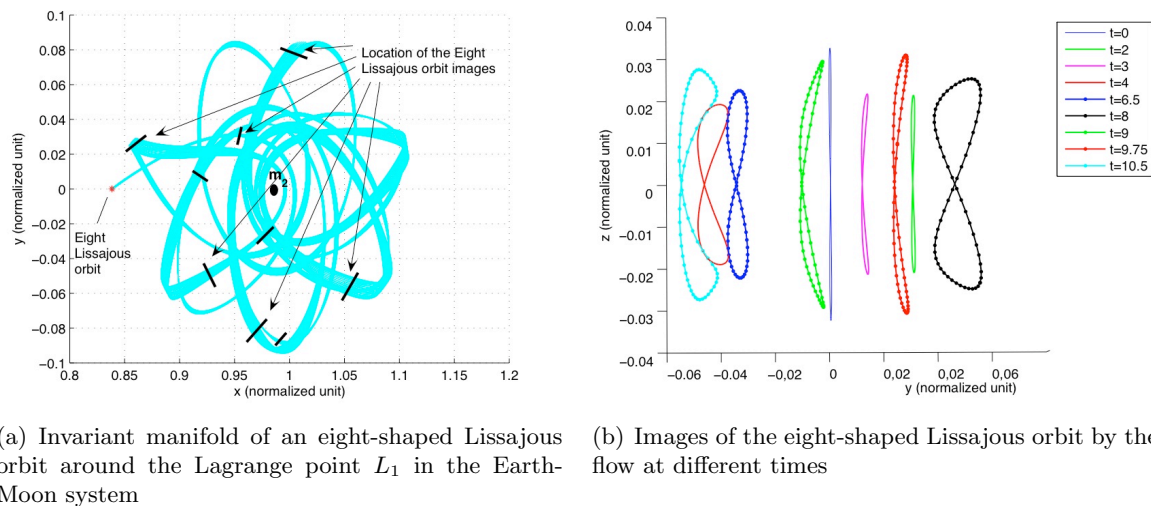 0.1
0.08
0.06
0.04
0.02
0
−0.02
−0.04
−0.06
−0.08
−0.1
0.8
0.85
0.9
0.95
1
1.05
1.1
1.15
1.2
x (normalized unit)
y (normalized unit)
Location of the Eight
Lissajous orbit images
m2
Eight
Lissajous
orbit
0.04
0.03
0.02
0.01
0
−0.01
−0.02
−0.03
−0.04
z (normalized unit)
−0.06
−0.04
−0,02
0
0,02
0,02
0,06
y (normalized unit)
t=0
t=2
t=3
t=4
t=6.5
t=8
t=9
t=9.75
t=10.5
(a) Invariant manifold of an eight-shaped Lissajous
orbit around the Lagrange point L1 in the Earth-
Moon system
(b) Images of the eight-shaped Lissajous orbit by the
flow at different times